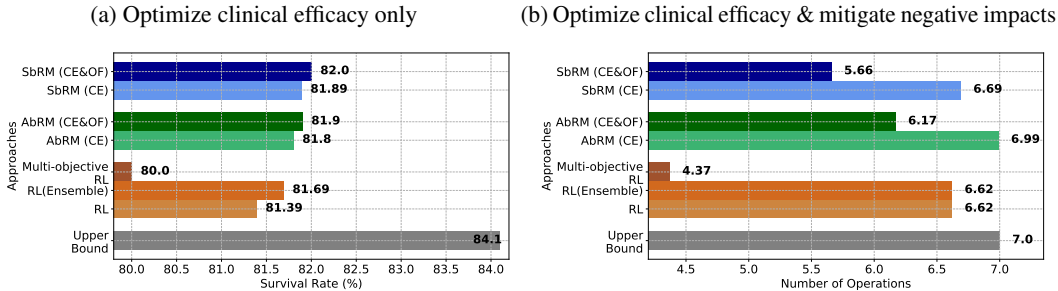 (a) Optimize clinical efficacy only
SbRM (CE&OF)
82.0
SbRM (CE)
81.89
AbRM (CE&OF)
81.9
AbRM (CE)
81.8
Multi-objective
RL
80.0
RL(Ensemble)
81.69
RL
81.39
Upper
Bound
84.1
Approaches
80.0 80.5 81.0 81.5 82.0 82.5 83.0 83.5 84.0
Survival Rate (%)
(b) Optimize clinical efficacy & mitigate negative impacts
SbRM (CE&OF)
5.66
SbRM (CE)
6.69
AbRM (CE&OF)
6.17
AbRM (CE)
6.99
Multi-objective
RL
4.37
RL(Ensemble)
6.62
RL
6.62
Upper
Bound
7.0
Approaches
4.5 5.0 5.5 6.0 6.5 7.0
Number of Operations